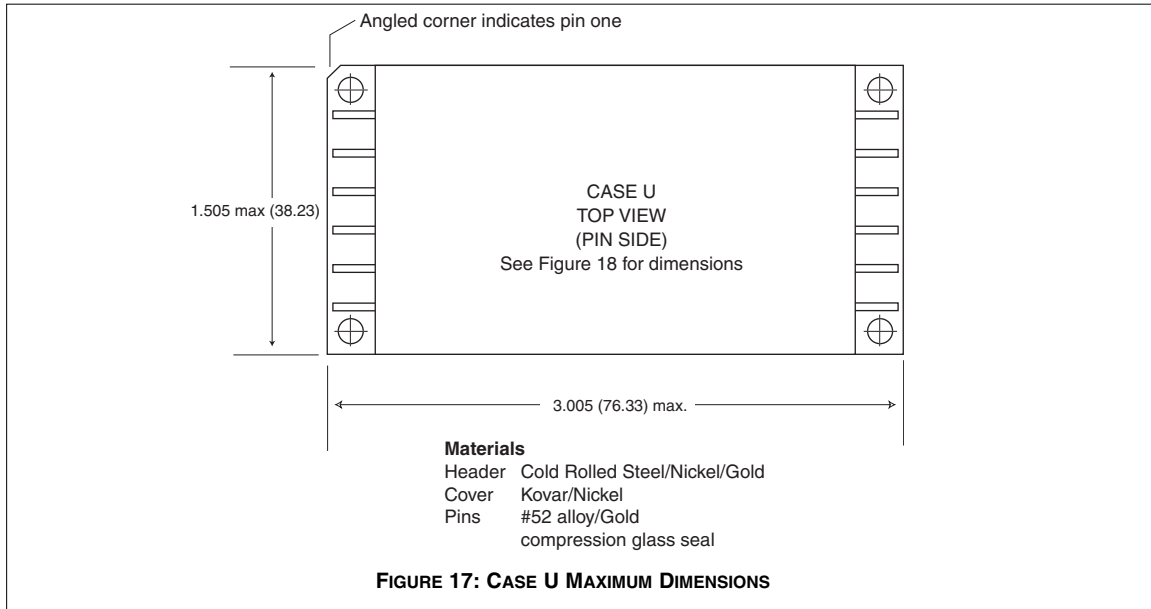 Angled corner indicates pin one
1.505 max (38.23)
CASE U
TOP VIEW
(PIN SIDE)
See Figure 18 for dimensions
3.005 (76.33) max.
Materials
Header Cold Rolled Steel/Nickel/Gold
Cover Kovar/Nickel
Pins #52 alloy/Gold
compression glass seal
FIGURE 17: CASE U MAXIMUM DIMENSIONS